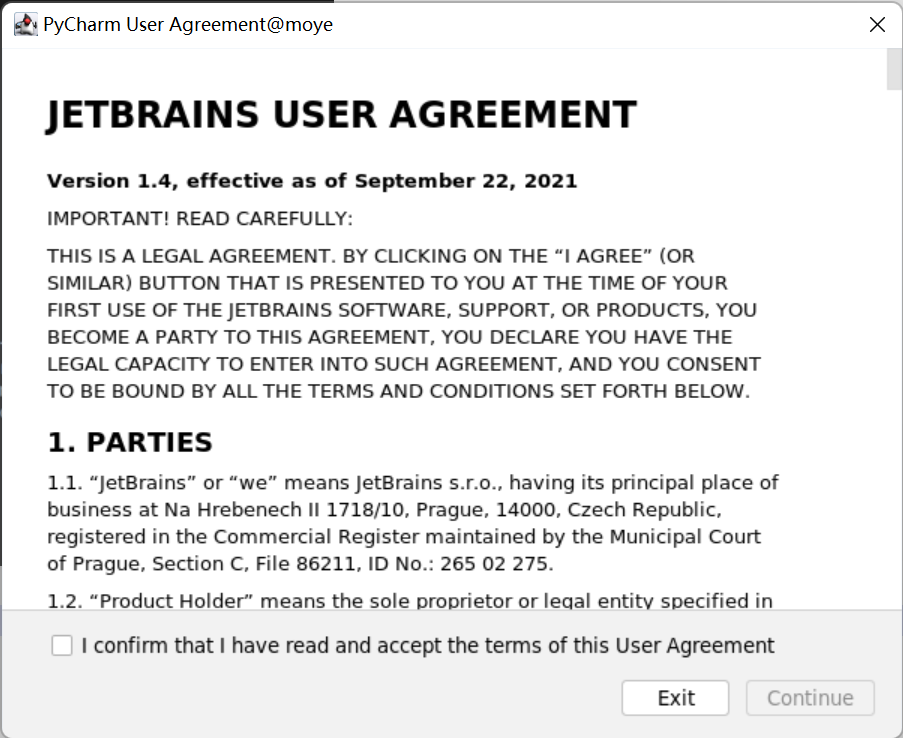 PyCharm User Agreement@moye
JETBRAINS USER AGREEMENT
Version 1.4, effective as of September 22, 2021
IMPORTANT! READ CAREFULLY:
THIS IS A LEGAL AGREEMENT. BY CLICKING ON THE “I AGREE” (OR
SIMILAR) BUTTON THAT IS PRESENTED TO YOU AT THE TIME OF YOUR
FIRST USE OF THE JETBRAINS SOFTWARE, SUPPORT, OR PRODUCTS, YOU
BECOME A PARTY TO THIS AGREEMENT, YOU DECLARE YOU HAVE THE
LEGAL CAPACITY TO ENTER INTO SUCH AGREEMENT, AND YOU CONSENT
TO BE BOUND BY ALL THE TERMS AND CONDITIONS SET FORTH BELOW.
1. PARTIES
1.1. “JetBrains” or “we” means JetBrains s.r.o., having its principal place of
business at Na Hrebenech II 1718/10, Prague, 14000, Czech Republic,
registered in the Commercial Register maintained by the Municipal Court
of Prague, Section C, File 86211, ID No.: 265 02 275.
1.2. “Product Holder” means the sole proprietor or legal entity specified in
I confirm that I have read and accept the terms of this User Agreement
Exit
Continue